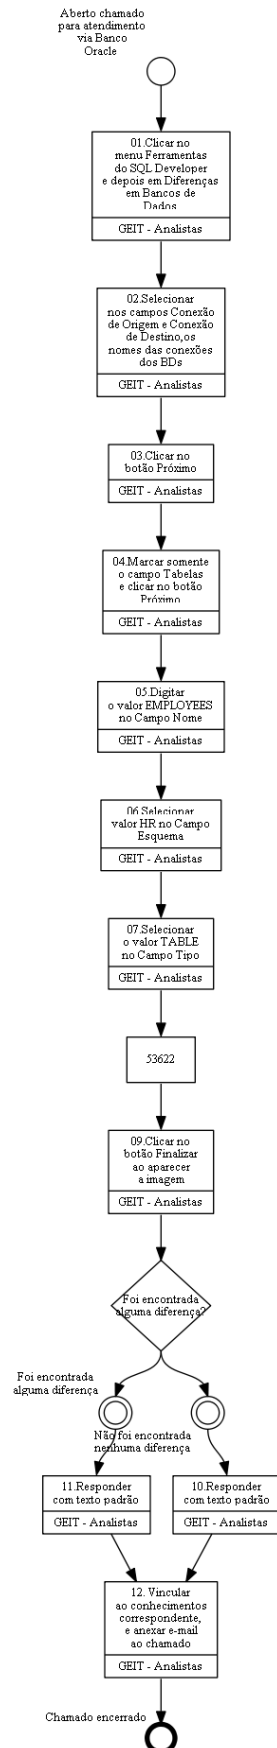 Aberto chamado
para atendimento
via Banco
Oracle
01.Clicar no
menu Ferramentas
do SQL Developer
e depois em Diferenças
em Bancos de
Dados
GEIT - Analistas
02.Selecionar
nos campos Conexão
de Origem e Conexão
de Destino,os
nomes das conexões
dos BDs
GEIT - Analistas
03.Clicar no
botão Próximo
GEIT - Analistas
04.Marcar somente
o campo Tabelas
e clicar no botão
Próximo
GEIT - Analistas
05.Digitar
o valor EMPLOYEES
no Campo Nome
GEIT - Analistas
06.Selecionar
valor HR no Campo
Esquema
GEIT - Analistas
07.Selecionar
o valor TABLE
no Campo Tipo
GEIT - Analistas
53622
09.Clicar no
botão Finalizar
ao aparecer
a imagem
GEIT - Analistas
Foi encontrada
alguma diferença?
Foi encontrada
alguma diferença
Não foi encontrada
nenhuma diferença
11.Responder
com texto padrão
GEIT - Analistas
10.Responder
com texto padrão
GEIT - Analistas
12. Vincular
ao conhecimentos
correspondente,
e anexar e-mail
ao chamado
GEIT - Analistas
Chamado encerrado